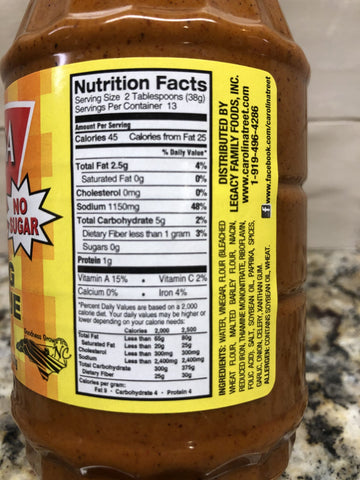 Nutrition Facts
Serving Size 2 Tablespoons (38g)
Servings Per Container 13
Amount Per Serving
Calories 45 Calories from Fat 25
% Daily Value*
Total Fat 2.5g 4%
Saturated Fat 0g 0%
Cholesterol 0mg 0%
Sodium 1150mg 48%
Total Carbohydrate 5g 2%
Dietary Fiber less than 1 gram 3%
Sugars 0g
Protein 1g
Vitamin A 15% • Vitamin C 2%
Calcium 0% • Iron 4%
*Percent Daily Values are based on a 2,000
calorie diet. Your daily values may be higher or
lower depending on your calorie needs:
Calories 2,000 2,500
Total Fat Less than 65g 80g
Saturated Fat Less than 20g 25g
Cholesterol Less than 300mg 300mg
Sodium Less than 2,400mg 2,400mg
Total Carbohydrate 300g 375g
Dietary Fiber 25g 30g
Calories per gram:
Fat 9 • Carbohydrate 4 • Protein 4
DISTRIBUTED BY
LEGACY FAMILY FOODS, INC.
www.carolinatreet.com
1-919-496-4286
f www.facebook.com/carolinatreet
INGREDIENTS: WATER, VINEGAR, FLOUR (BLEACHED
WHEAT FLOUR, MALTED BARLEY FLOUR, NIACIN,
REDUCED IRON, THIAMINE MONONITRATE, RIBOFLAVIN,
FOLIC ACID), SALT, SOYBEAN OIL, PAPRIKA, SPICES,
GARLIC, ONION, CELERY, XANTHAN GUM.
ALLERGEN: CONTAINS SOYBEAN OIL, WHEAT.
A
NO
SUGAR
E
NC